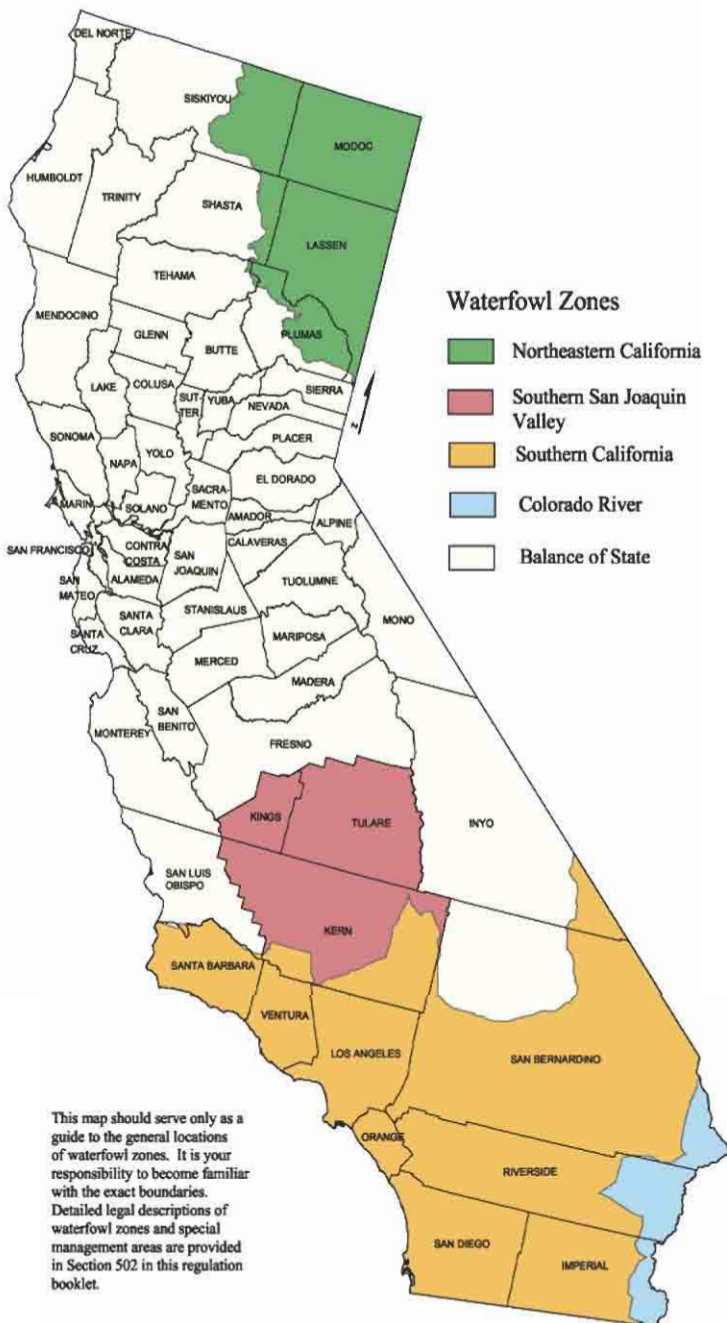 DEL NORTE
SISKIYOU
MODOC
HUMBOLDT
TRINITY
SHASTA
LASSEN
TEHAMA
MENDOCINO
GLENN
BUTTE
PLUMAS
LAKE
COLUSA
SUT-
TER
YUBA
SIERRA
NEVADA
PLACER
SONOMA
NAPA
YOLO
EL DORADO
SACRA-
MENTO
SOLANO
MARIN
AMADOR
ALPINE
SAN FRANCISCO
CONTRA
COSTA
SAN
JOAQUIN
CALAVERAS
SAN
MATEO
ALAMEDA
TUOLUMNE
MONO
SANTA
CLARA
STANISLAUS
SANTA
CRUZ
MARIPOSA
MERCED
MADERA
MONTEREY
SAN
BENITO
FRESNO
KINGS
TULARE
INYO
SAN LUIS
OBISPO
KERN
SANTA BARBARA
VENTURA
LOS ANGELES
SAN BERNARDINO
ORANGE
RIVERSIDE
SAN DIEGO
IMPERIAL
Waterfowl Zones
Northeastern California
Southern San Joaquin
Valley
Southern California
Colorado River
Balance of State
N
This map should serve only as a
guide to the general locations
of waterfowl zones. It is your
responsibility to become familiar
with the exact boundaries.
Detailed legal descriptions of
waterfowl zones and special
management areas are provided
in Section 502 in this regulation
booklet.